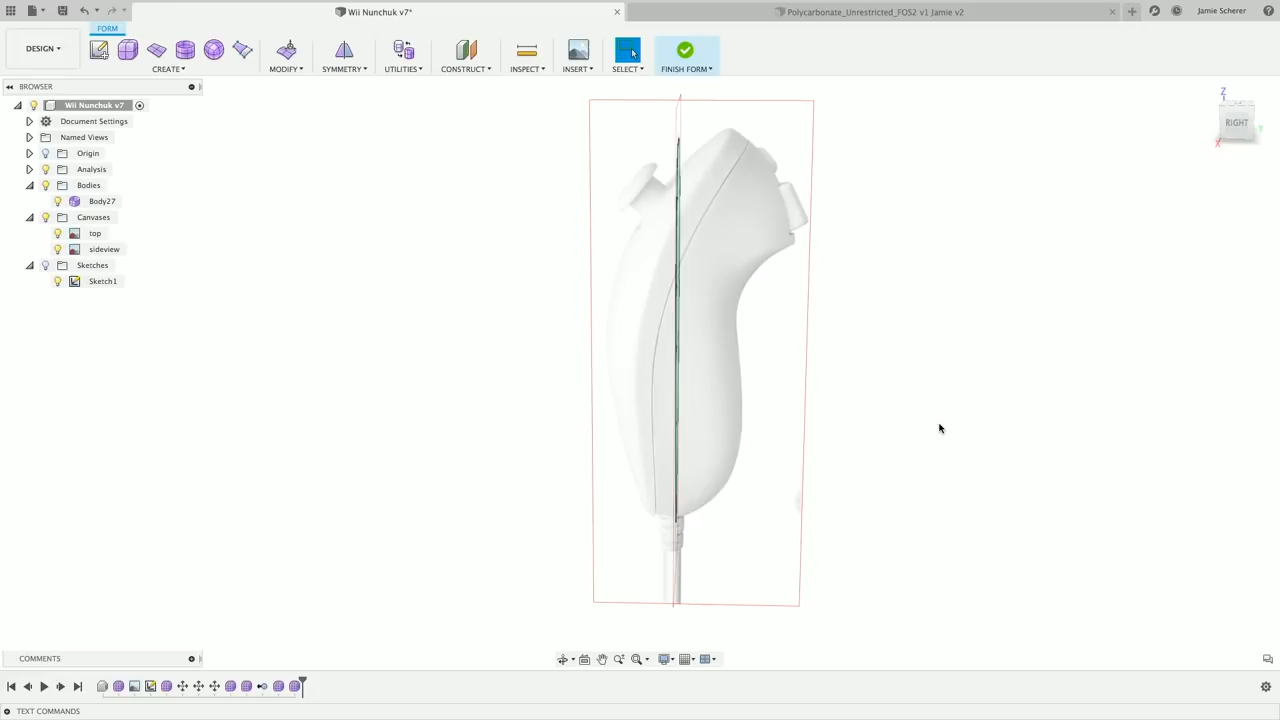 Wii Nunchuk v7*
Polycarbonate_Unrestricted_FOS2 v1 Jamie v2
Jamie Scherer
FORM
DESIGN
CREATE
MODIFY
SYMMETRY
UTILITIES
CONSTRUCT
INSPECT
INSERT
SELECT
FINISH FORM
BROWSER
Wii Nunchuk v7
Document Settings
Named Views
Origin
Analysis
Bodies
Body27
Canvases
top
sideview
Sketches
Sketch1
Z
RIGHT
X
Y
COMMENTS
TEXT COMMANDS